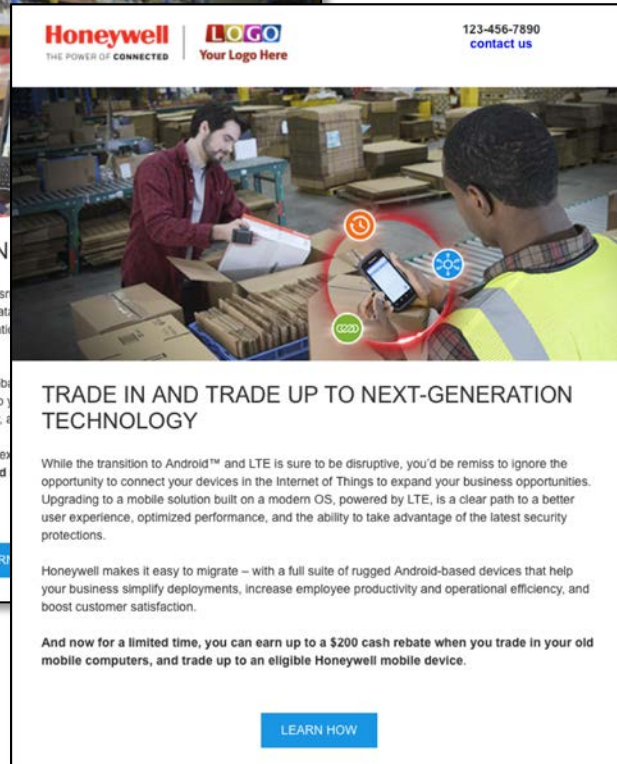 Honeywell
THE POWER OF CONNECTED
LOGO
Your Logo Here
123-456-7890
contact us
TRADE IN AND TRADE UP TO NEXT-GENERATION
TECHNOLOGY
While the transition to Android™ and LTE is sure to be disruptive, you'd be remiss to ignore the
opportunity to connect your devices in the Internet of Things to expand your business opportunities.
Upgrading to a mobile solution built on a modern OS, powered by LTE, is a clear path to a better
user experience, optimized performance, and the ability to take advantage of the latest security
protections.
Honeywell makes it easy to migrate – with a full suite of rugged Android-based devices that help
your business simplify deployments, increase employee productivity and operational efficiency, and
boost customer satisfaction.
And now for a limited time, you can earn up to a $200 cash rebate when you trade in your old
mobile computers, and trade up to an eligible Honeywell mobile device.
LEARN HOW